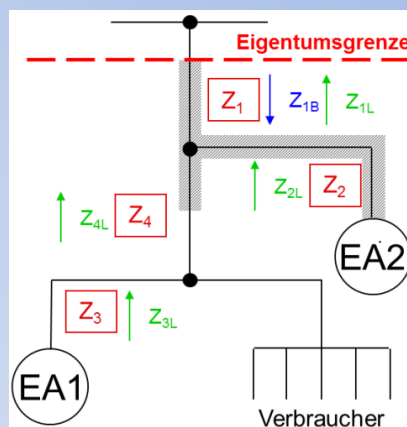 Eigentumsgrenze
Z1 Z1B Z1L
Z2L Z2
Z4L Z4
EA2
Z3 Z3L
EA1
Verbraucher